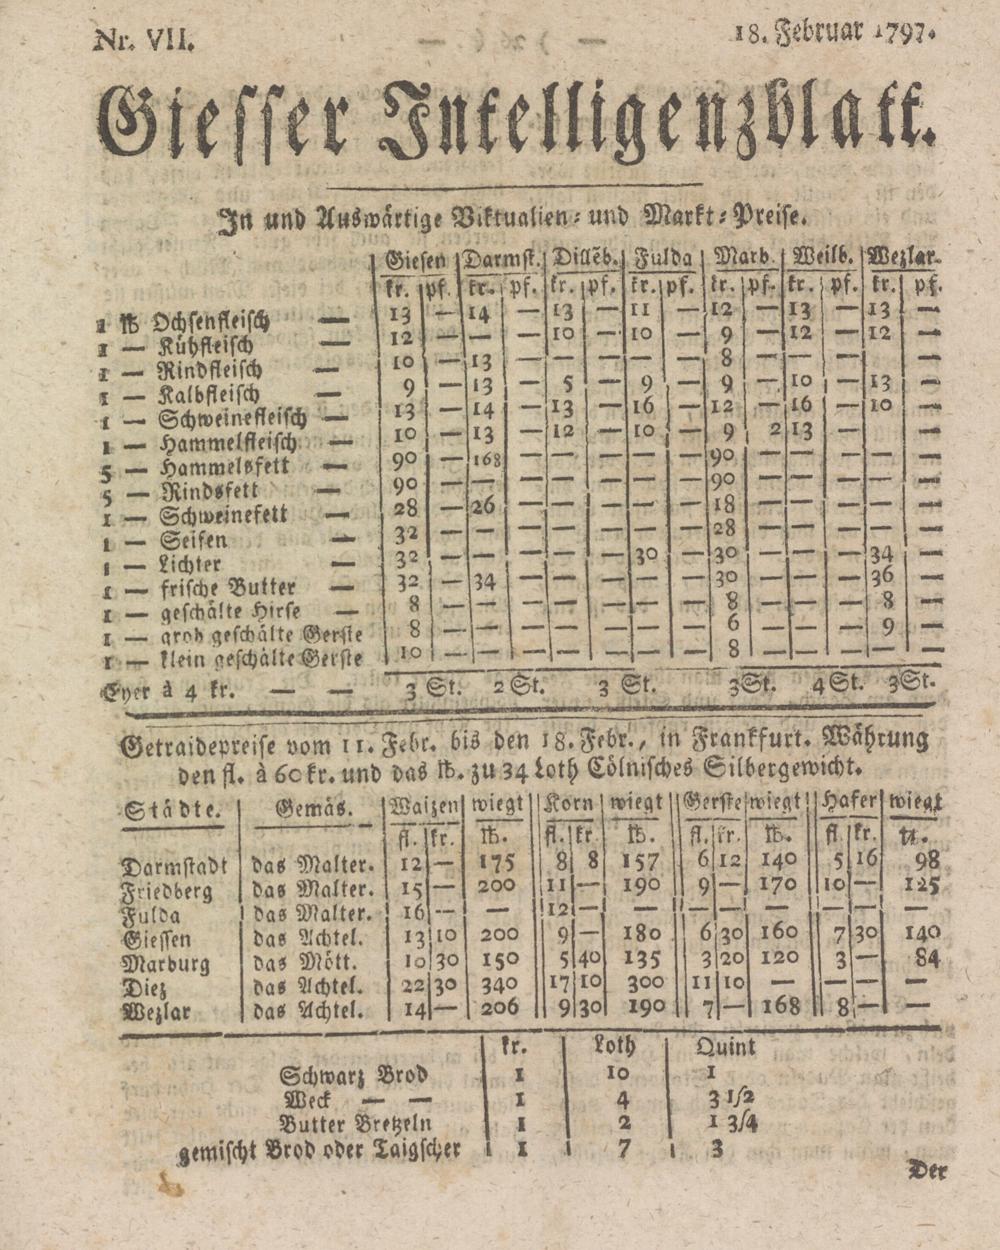 Nr. VII. 18. Februar 1797.
Giesser Intelligenzblatt.
In und Auswärtige Viktualien- und Markt-Preise.
Giesen | Darmst. | Dillēb. | Fulda | Marb. | Weilb. | Wezlar.
kr. | pf. | kr. | pf. | kr. | pf. | kr. | pf. | kr. | pf. | kr. | pf. | kr. | pf.
1 ℔ Ochsenfleisch — | 13 | — | 14 | — | 13 | — | 11 | — | 12 | — | 13 | — | 13 | —
1 — Kühfleisch — | 12 | — | — | — | 10 | — | 10 | — | 9 | — | 12 | — | 12 | —
1 — Rindfleisch — | 10 | — | 13 | — | — | — | — | — | 8 | — | — | — | — | —
1 — Kalbfleisch — | 9 | — | 13 | — | 5 | — | 9 | — | 9 | — | 10 | — | 13 | —
1 — Schweinefleisch — | 13 | — | 14 | — | 13 | — | 16 | — | 12 | — | 16 | — | 10 | —
1 — Hammelfleisch — | 10 | — | 13 | — | 12 | — | 10 | — | 9 | 2 | 13 | — | — | —
5 — Hammelsfett — | 90 | — | 168 | — | — | — | — | — | 90 | — | — | — | — | —
5 — Rindsfett — | 90 | — | — | — | — | — | — | — | 90 | — | — | — | — | —
1 — Schweinefett — | 28 | — | 26 | — | — | — | — | — | 18 | — | — | — | — | —
1 — Seifen — | 32 | — | — | — | — | — | — | — | 28 | — | — | — | — | —
1 — Lichter — | 32 | — | — | — | — | — | 30 | — | 30 | — | — | — | 34 | —
1 — frische Butter — | 32 | — | 34 | — | — | — | — | — | 30 | — | — | — | 36 | —
1 — geschälte Hirse — | 8 | — | — | — | — | — | — | — | 8 | — | — | — | 8 | —
1 — grob geschälte Gerste | 8 | — | — | — | — | — | — | — | 6 | — | — | — | 9 | —
1 — klein geschälte Gerste | 10 | — | — | — | — | — | — | — | 8 | — | — | — | — | —
Eyer à 4 kr. — — 3 St. 2 St. 3 St. 3 St. 4 St. 3 St.
Getraidepreise vom 11. Febr. bis den 18. Febr., in Frankfurt. Währung
den fl. à 60 kr. und das ℔. zu 34 Loth Cölnisches Silbergewicht.
Städte. | Gemäs. | Waizen | wiegt | Korn | wiegt | Gerste | wiegt | Hafer | wiegt
fl. | kr. | ℔. | fl. | kr. | ℔. | fl. | kr. | ℔. | fl. | kr. | ℔.
Darmstadt | das Malter. | 12 | — | 175 | 8 | 8 | 157 | 6 | 12 | 140 | 5 | 16 | 98
Friedberg | das Malter. | 15 | — | 200 | 11 | — | 190 | 9 | — | 170 | 10 | — | 125
Fulda | das Malter. | 16 | — | — | 12 | — | — | — | — | — | — | — | —
Giessen | das Achtel. | 13 | 10 | 200 | 9 | — | 180 | 6 | 30 | 160 | 7 | 30 | 140
Marburg | das Mött. | 10 | 30 | 150 | 5 | 40 | 135 | 3 | 20 | 120 | 3 | — | 84
Diez | das Achtel. | 22 | 30 | 340 | 17 | 10 | 300 | 11 | 10 | — | — | — | —
Wezlar | das Achtel. | 14 | — | 206 | 9 | 30 | 190 | 7 | — | 168 | 8 | — | —
kr. | Loth | Quint
Schwarz Brod | 1 | 10 | 1
Weck — — | 1 | 4 | 3 1/2
Butter Bretzeln | 1 | 2 | 1 3/4
gemischt Brod oder Taigscher | 1 | 7 | 3
Der